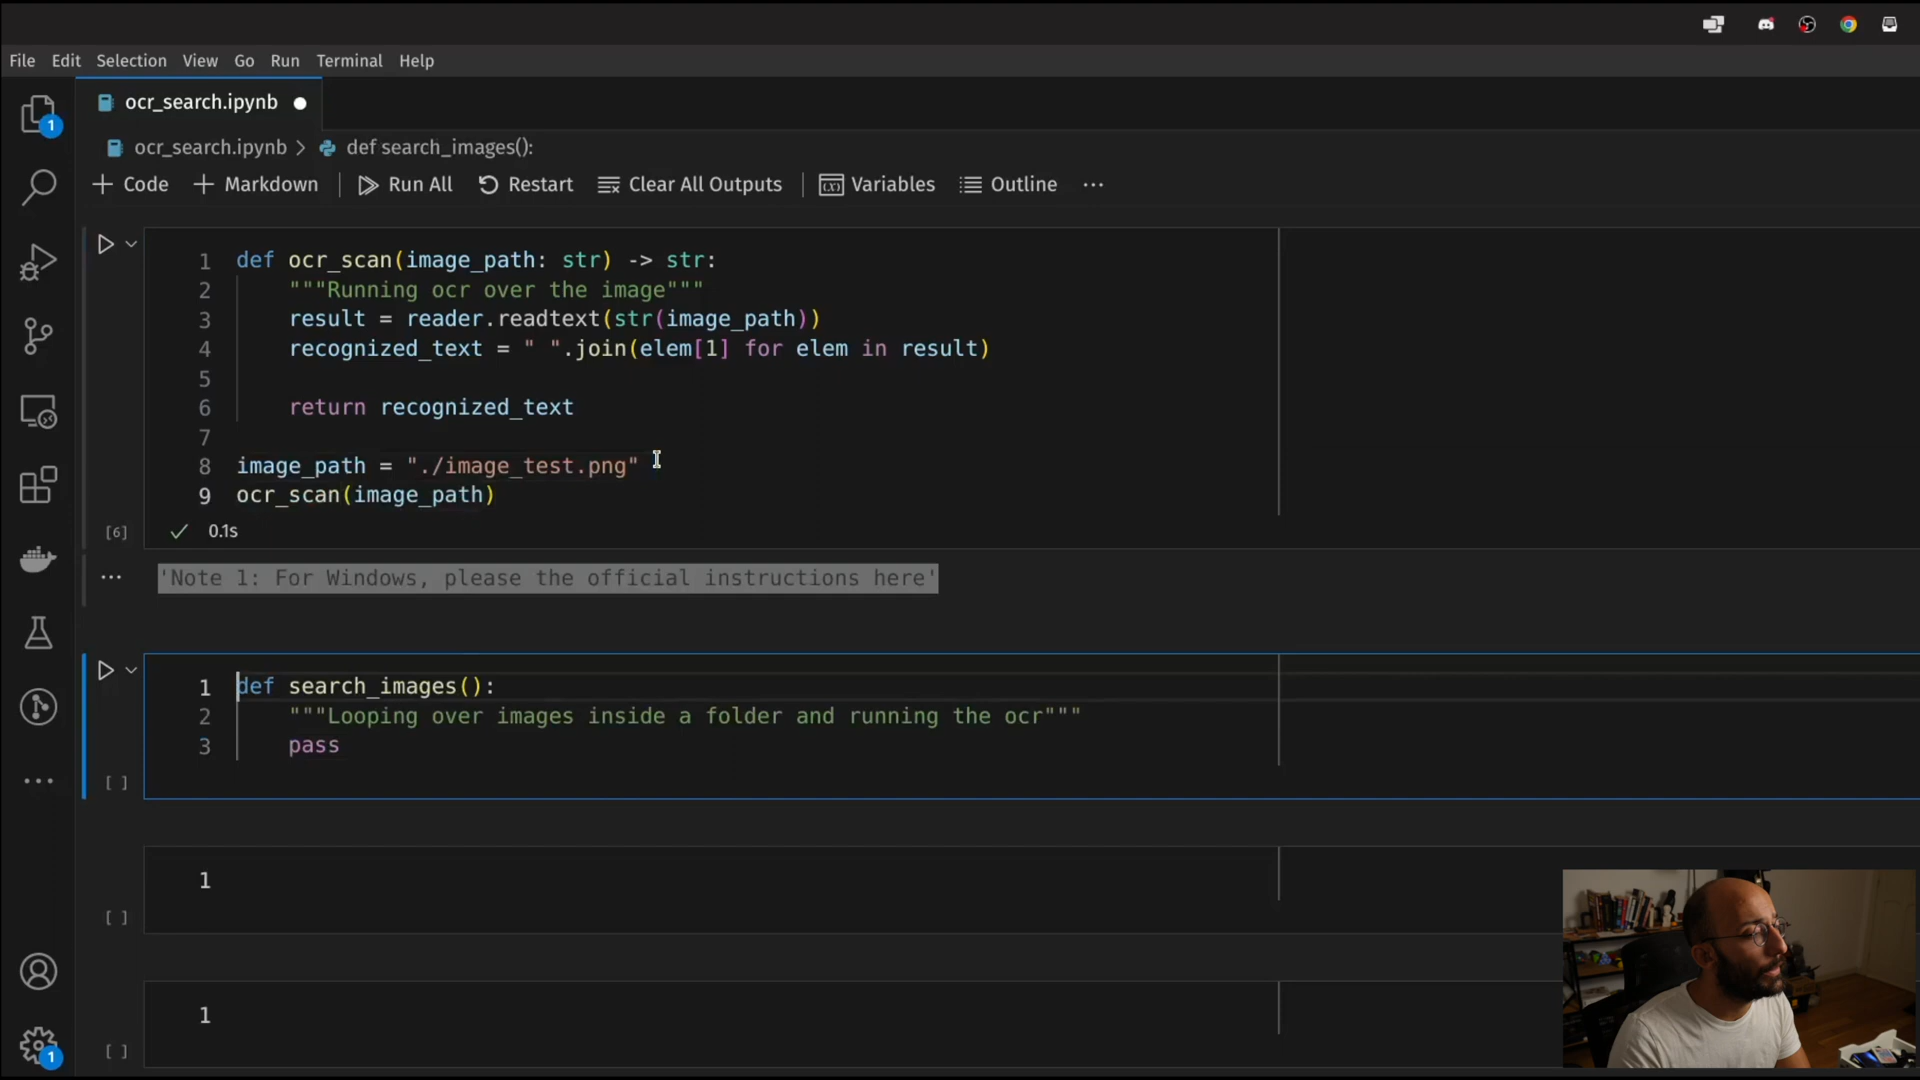 File Edit Selection View Go Run Terminal Help
ocr_search.ipynb
1
ocr_search.ipynb > def search_images():
+ Code + Markdown Run All Restart Clear All Outputs Variables Outline ...
1 def ocr_scan(image_path: str) -> str:
2 """Running ocr over the image"""
3 result = reader.readtext(str(image_path))
4 recognized_text = " ".join(elem[1] for elem in result)
5
6 return recognized_text
7
8 image_path = "./image_test.png"
9 ocr_scan(image_path)
[6] 0.1s
... 'Note 1: For Windows, please the official instructions here'
1 def search_images():
2 """Looping over images inside a folder and running the ocr"""
3 pass
[ ]
1
[ ]
1
[ ]
1